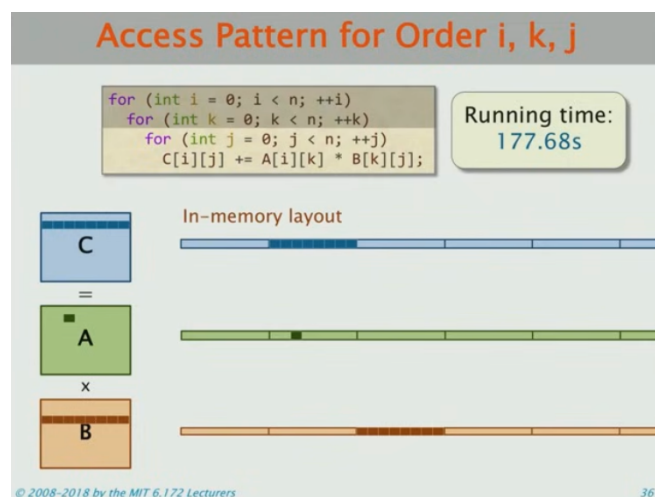 Access Pattern for Order i, k, j
for (int i = 0; i < n; ++i)
for (int k = 0; k < n; ++k)
for (int j = 0; j < n; ++j)
C[i][j] += A[i][k] * B[k][j];
Running time:
177.68s
In-memory layout
C
=
A
x
B
© 2008-2018 by the MIT 6.172 Lecturers
36